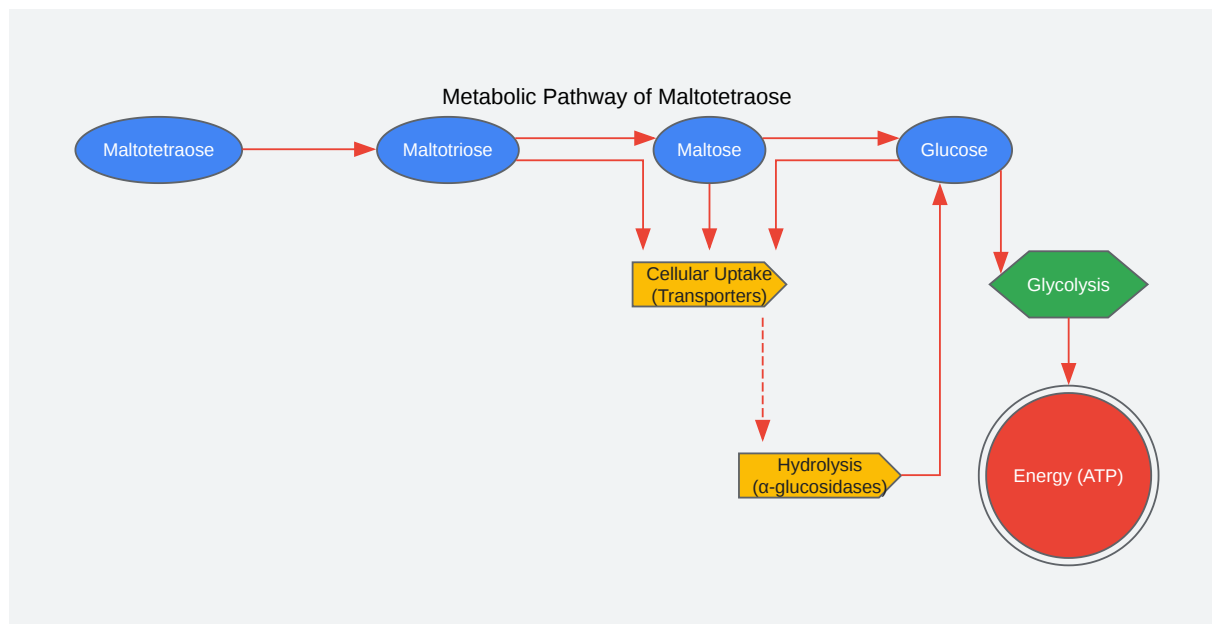 Metabolic Pathway of Maltotetraose
Maltotetraose
Maltotriose
Maltose
Glucose
Cellular Uptake
(Transporters)
Glycolysis
Hydrolysis
(α-glucosidases)
Energy (ATP)